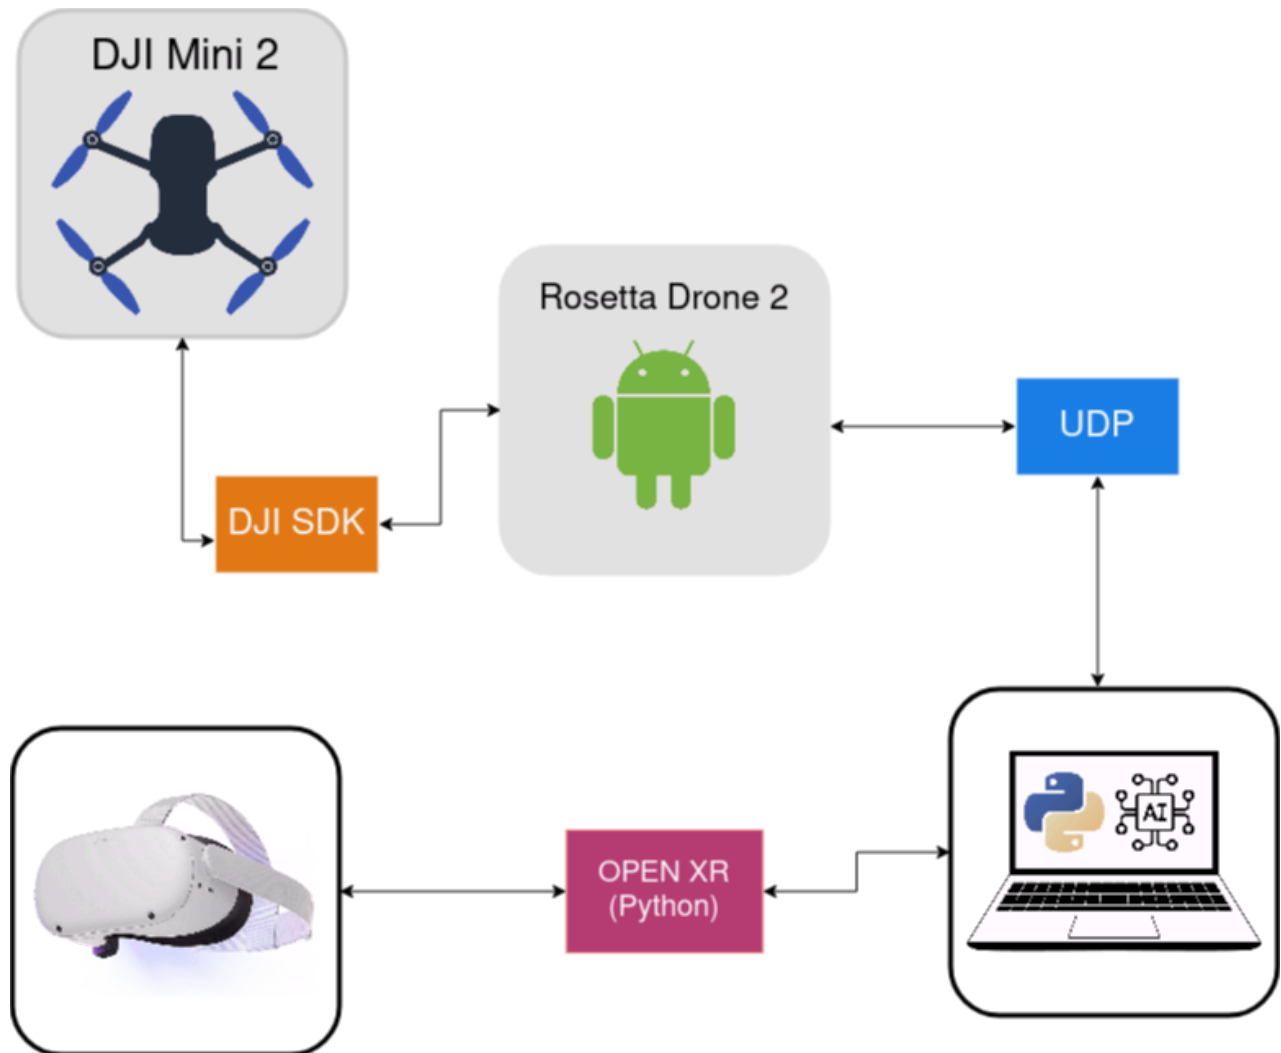 DJI Mini 2
Rosetta Drone 2
UDP
DJI SDK
OPEN XR
(Python)
AI